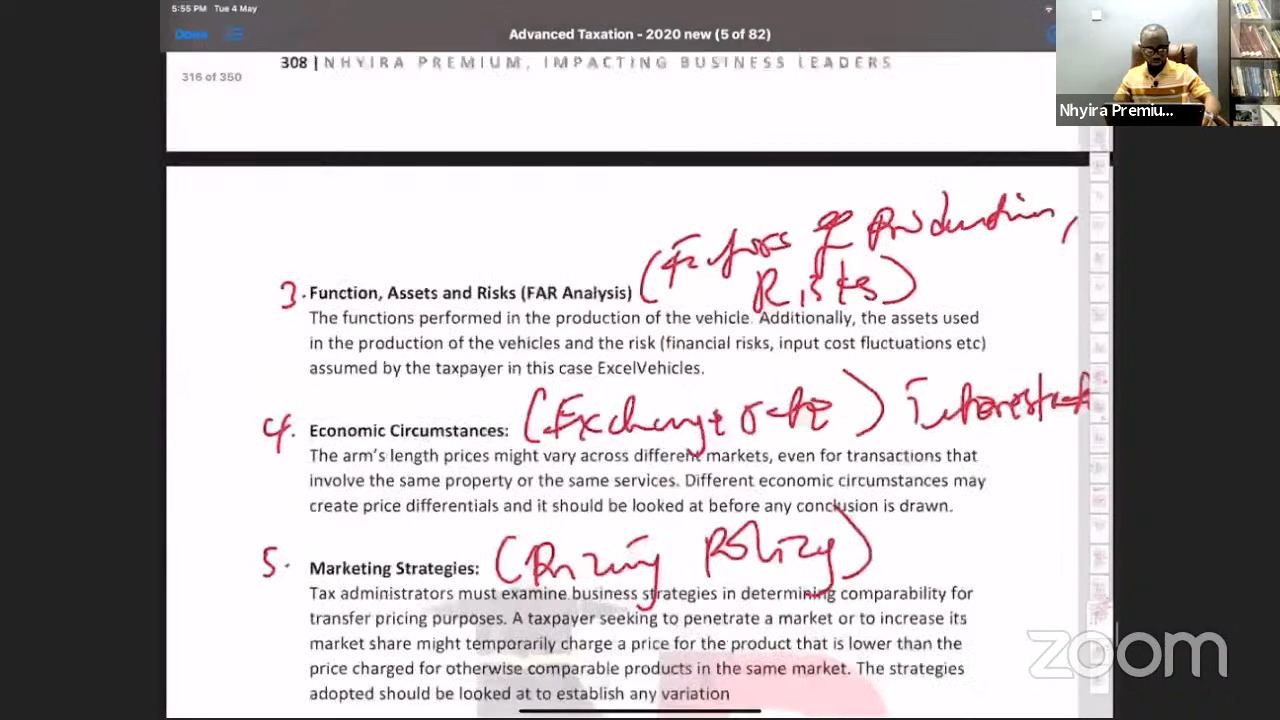 5:55 PM Tue 4 May
Done
Advanced Taxation - 2020 new (5 of 82)
316 of 350
308 | NHYIRA PREMIUM, IMPACTING BUSINESS LEADERS
Nhyira Premiu...
(Factors of Production,
Risks)
3. Function, Assets and Risks (FAR Analysis)
The functions performed in the production of the vehicle. Additionally, the assets used
in the production of the vehicles and the risk (financial risks, input cost fluctuations etc)
assumed by the taxpayer in this case ExcelVehicles.
4. Economic Circumstances: (Exchange rate)
The arm's length prices might vary across different markets, even for transactions that
involve the same property or the same services. Different economic circumstances may
create price differentials and it should be looked at before any conclusion is drawn.
5. Marketing Strategies: (Prizing policy)
Tax administrators must examine business strategies in determining comparability for
transfer pricing purposes. A taxpayer seeking to penetrate a market or to increase its
market share might temporarily charge a price for the product that is lower than the
price charged for otherwise comparable products in the same market. The strategies
adopted should be looked at to establish any variation
zoom